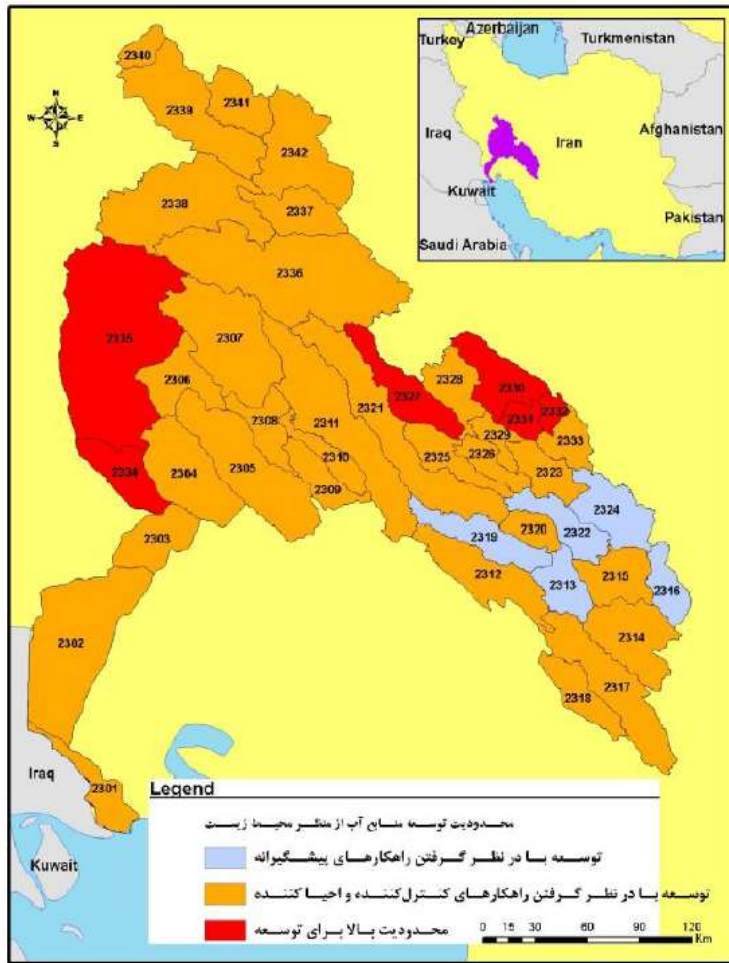 Azerbaijan
Turkey
Turkmenistan
Iraq
Iran
Afghanistan
Kuwait
Pakistan
Saudi Arabia
N
W E
S
2340
2339
2341
2342
2338
2337
2336
2335
2307
2306
2308
2311
2321
2327
2328
2330
2331
2332
2333
2329
2326
2325
2323
2310
2309
2305
2304
2334
2303
2324
2322
2320
2319
2312
2313
2315
2316
2314
2317
2318
2302
2301
Iraq
Kuwait
Legend
محدودیت توسعه منابع آب از منظر محیط زیست
توسعه با در نظر گرفتن راهکارهای پیشگیرانه
توسعه با در نظر گرفتن راهکارهای کنترل‌کننده و احیا کننده
محدودیت بالا برای توسعه
0 15 30 60 90 120
Km